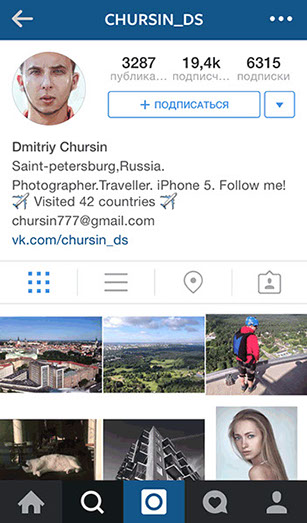 CHURSIN_DS
3287 19,4k 6315
публика... подписч... подписки
+ ПОДПИСАТЬСЯ
Dmitriy Chursin
Saint-petersburg,Russia.
Photographer.Traveller. iPhone 5. Follow me!
✈️ Visited 42 countries ✈️
chursin777@gmail.com
vk.com/chursin_ds